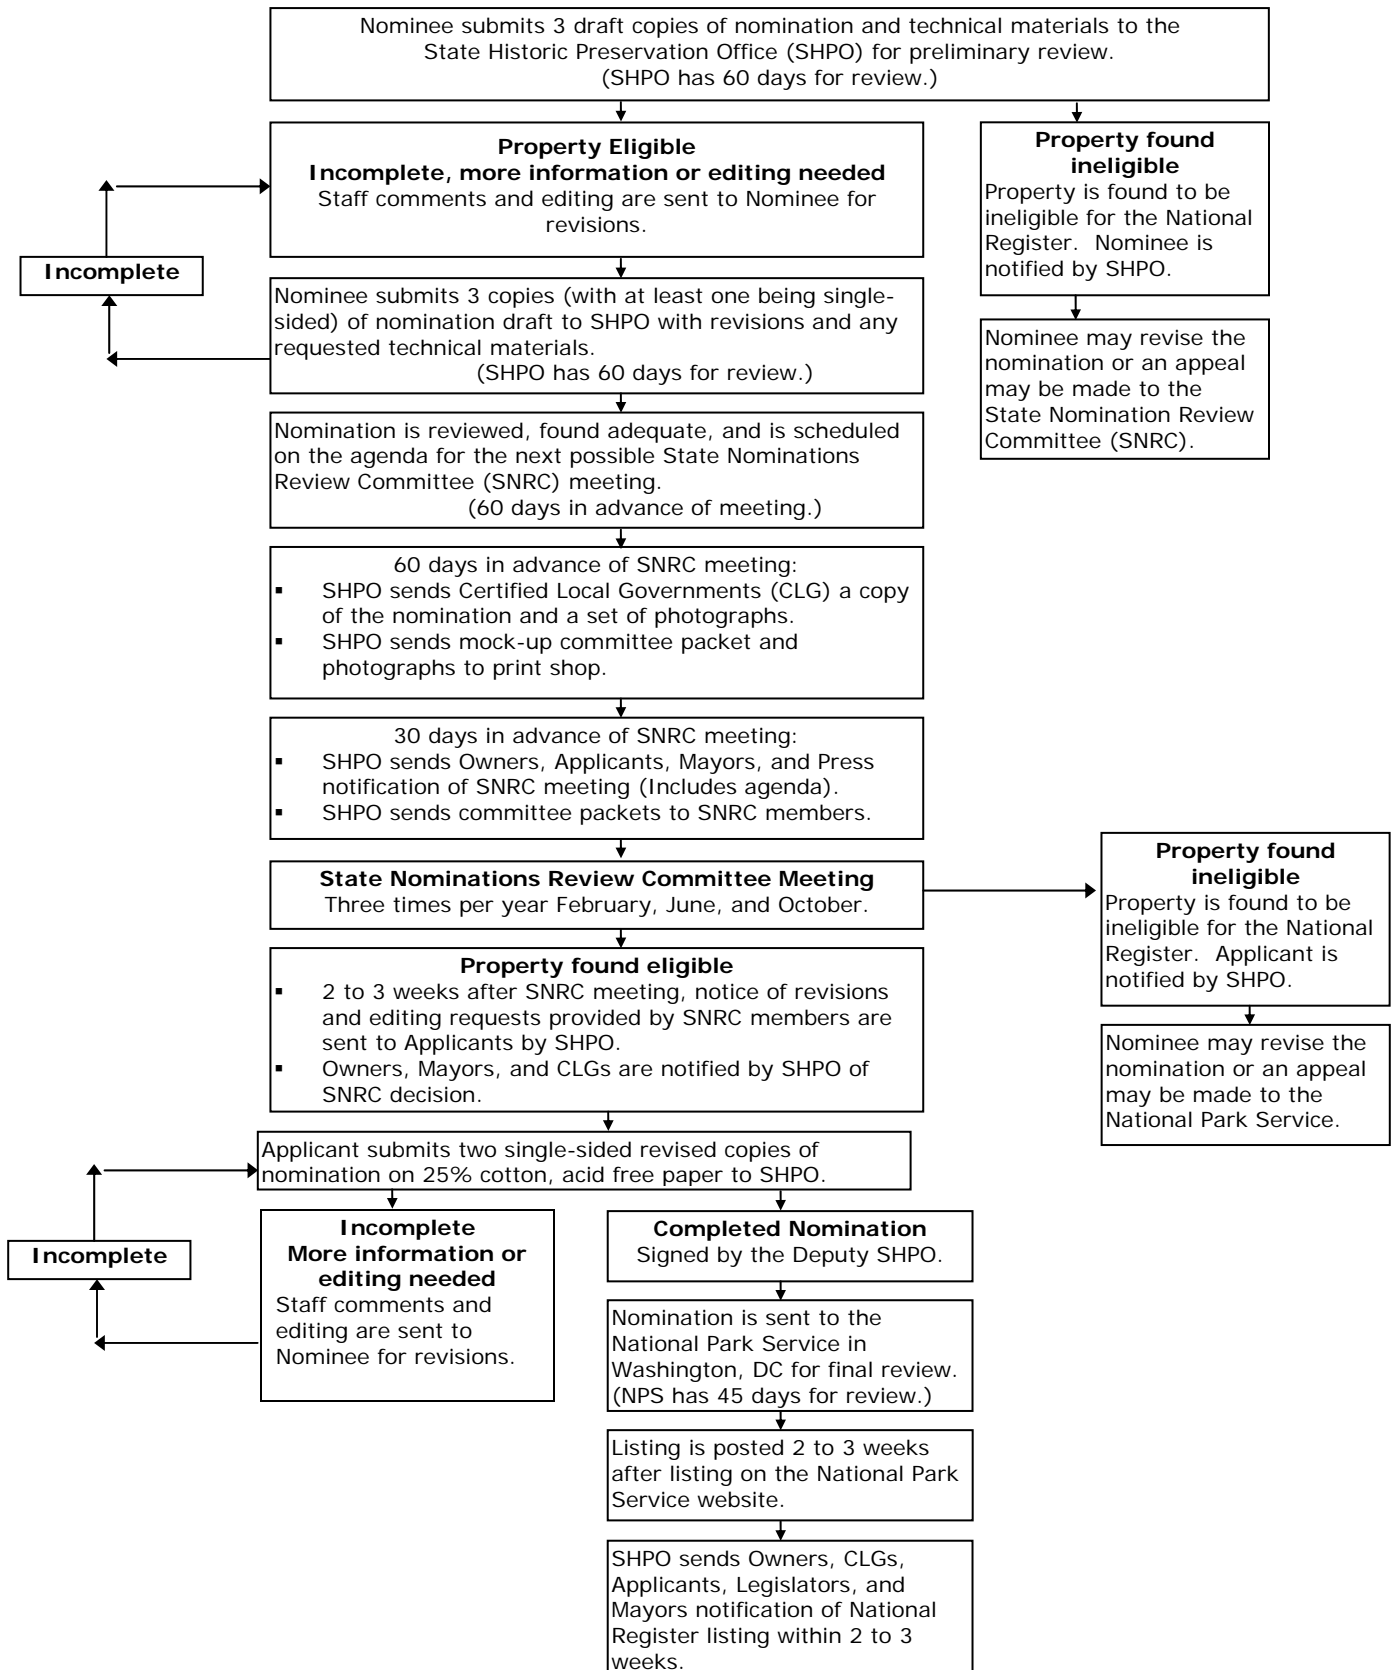 Nominee submits 3 draft copies of nomination and technical materials to the
State Historic Preservation Office (SHPO) for preliminary review.
(SHPO has 60 days for review.)
Property Eligible
Incomplete, more information or editing needed
Staff comments and editing are sent to Nominee for
revisions.
Property found
ineligible
Property is found to be
ineligible for the National
Register. Nominee is
notified by SHPO.
Incomplete
Nominee submits 3 copies (with at least one being single-
sided) of nomination draft to SHPO with revisions and any
requested technical materials.
(SHPO has 60 days for review.)
Nominee may revise the
nomination or an appeal
may be made to the
State Nomination Review
Committee (SNRC).
Nomination is reviewed, found adequate, and is scheduled
on the agenda for the next possible State Nominations
Review Committee (SNRC) meeting.
(60 days in advance of meeting.)
60 days in advance of SNRC meeting:
▪ SHPO sends Certified Local Governments (CLG) a copy
of the nomination and a set of photographs.
▪ SHPO sends mock-up committee packet and
photographs to print shop.
30 days in advance of SNRC meeting:
▪ SHPO sends Owners, Applicants, Mayors, and Press
notification of SNRC meeting (Includes agenda).
▪ SHPO sends committee packets to SNRC members.
State Nominations Review Committee Meeting
Three times per year February, June, and October.
Property found
ineligible
Property is found to be
ineligible for the National
Register. Applicant is
notified by SHPO.
Property found eligible
▪ 2 to 3 weeks after SNRC meeting, notice of revisions
and editing requests provided by SNRC members are
sent to Applicants by SHPO.
▪ Owners, Mayors, and CLGs are notified by SHPO of
SNRC decision.
Nominee may revise the
nomination or an appeal
may be made to the
National Park Service.
Applicant submits two single-sided revised copies of
nomination on 25% cotton, acid free paper to SHPO.
Incomplete
Incomplete
More information or
editing needed
Staff comments and
editing are sent to
Nominee for revisions.
Completed Nomination
Signed by the Deputy SHPO.
Nomination is sent to the
National Park Service in
Washington, DC for final review.
(NPS has 45 days for review.)
Listing is posted 2 to 3 weeks
after listing on the National Park
Service website.
SHPO sends Owners, CLGs,
Applicants, Legislators, and
Mayors notification of National
Register listing within 2 to 3
weeks.